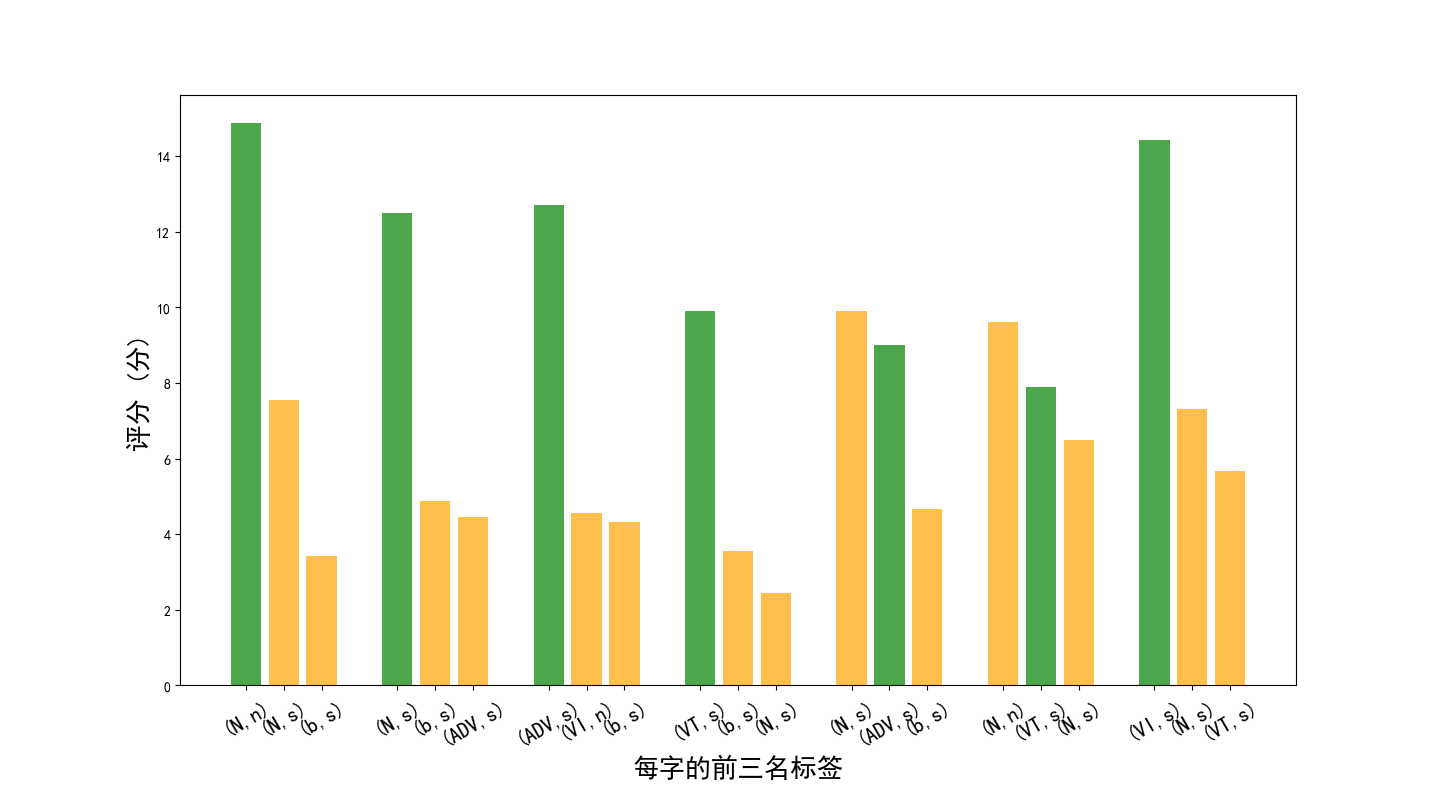 评分（分）
14
12
10
8
6
4
2
0
(N,n) (N,s) (b,s) (N,s) (b,s) (ADV,s) (ADV,s) (VI,n) (b,s) (VT,s) (b,s) (N,s) (N,s) (ADV,s) (b,s) (N,n) (VT,s) (N,s) (VI,s) (N,s) (VT,s)
每字的前三名标签